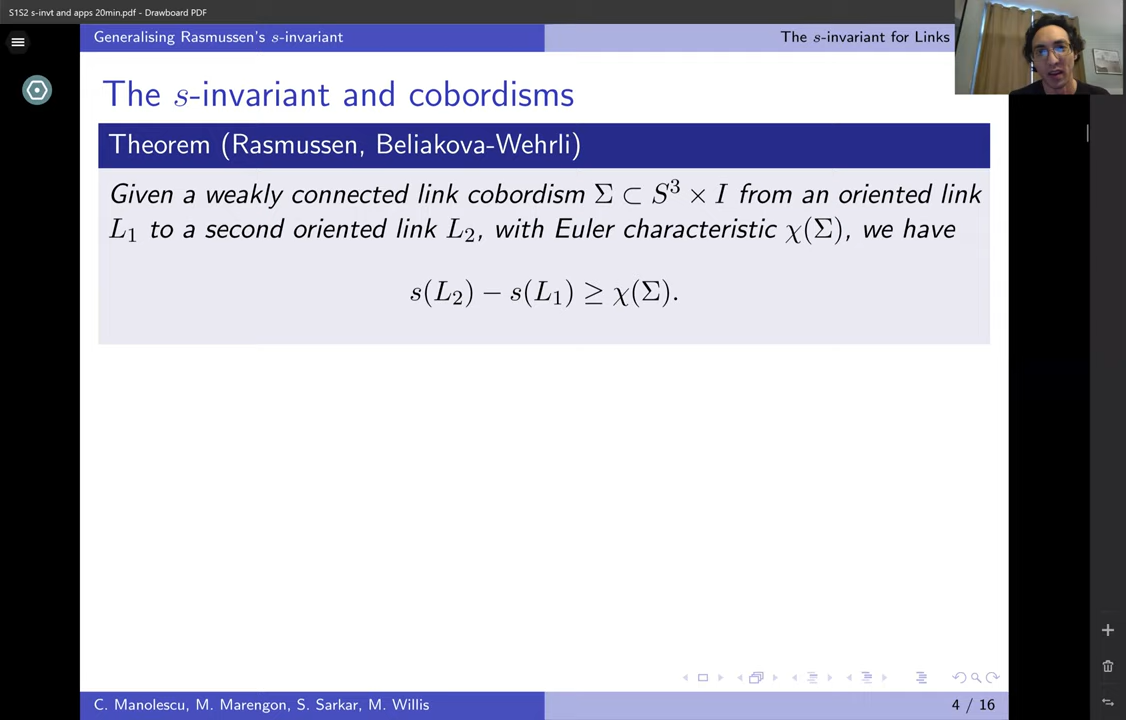 S1S2 s-invt and apps 20min.pdf - Drawboard PDF
Generalising Rasmussen's s-invariant
The s-invariant for Links
The s-invariant and cobordisms
Theorem (Rasmussen, Beliakova-Wehrli)
Given a weakly connected link cobordism Σ ⊂ S³ × I from an oriented link
L₁ to a second oriented link L₂, with Euler characteristic χ(Σ), we have
s(L₂) − s(L₁) ≥ χ(Σ).
C. Manolescu, M. Marengon, S. Sarkar, M. Willis
4 / 16